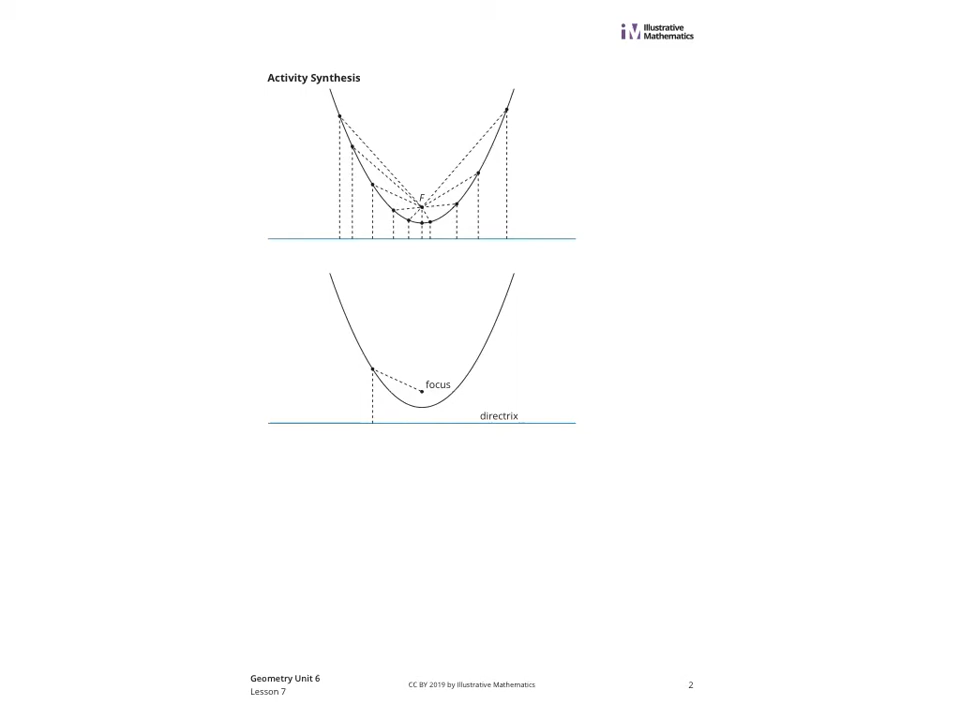 Illustrative
Mathematics
Activity Synthesis
F
focus
directrix
Geometry Unit 6
Lesson 7
CC BY 2019 by Illustrative Mathematics
2